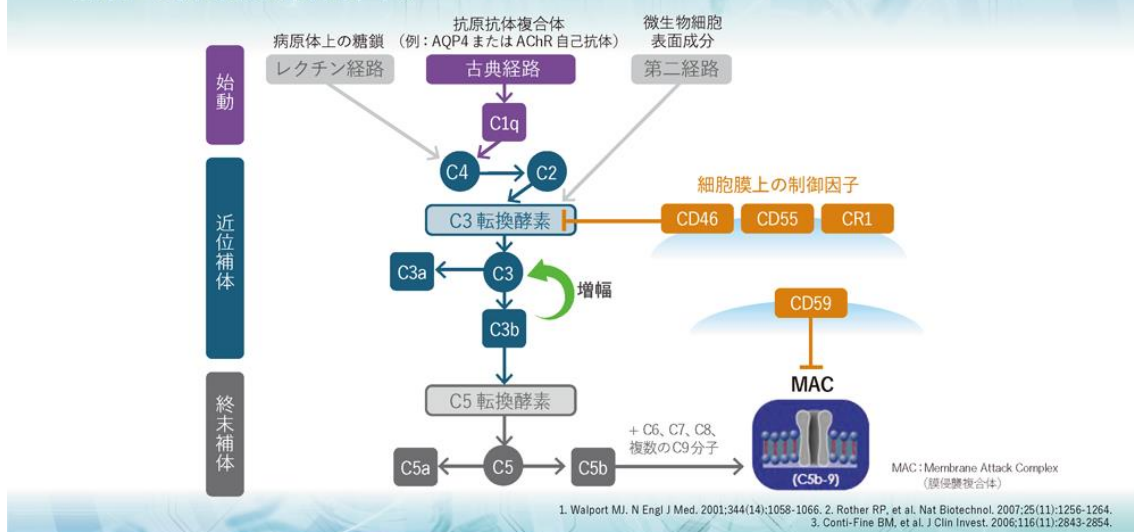 病原体上の糖鎖
レクチン経路
抗原抗体複合体
(例：AQP4 または AChR 自己抗体)
古典経路
微生物細胞
表面成分
第二経路
始動
C1q
C4
C2
近位補体
C3 転換酵素
細胞膜上の制御因子
CD46
CD55
CR1
C3a
C3
増幅
C3b
CD59
MAC
終末補体
C5 転換酵素
C5a
C5
C5b
+ C6、C7、C8、
複数のC9分子
(C5b-9)
MAC：Membrane Attack Complex
(膜侵襲複合体)
1. Walport MJ. N Engl J Med. 2001;344(14):1058-1066. 2. Rother RP, et al. Nat Biotechnol. 2007;25(11):1256-1264.
3. Conti-Fine BM, et al. J Clin Invest. 2006;116(11):2843-2854.